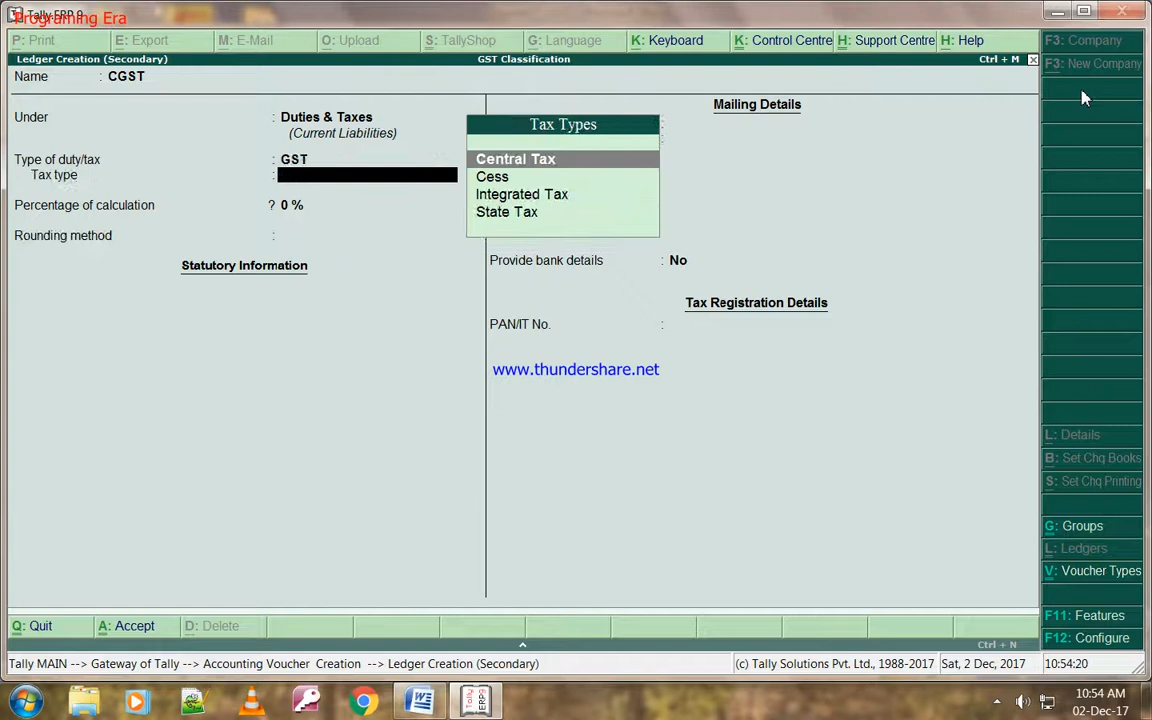 Tally.ERP 9
Programing Era
P: Print E: Export M: E-Mail O: Upload S: TallyShop G: Language K: Keyboard K: Control Centre H: Support Centre H: Help F3: Company
Ledger Creation (Secondary) GST Classification Ctrl + M
F3: New Company
Name : CGST
Mailing Details
Under : Duties & Taxes
(Current Liabilities)
Tax Types
Type of duty/tax : GST
Tax type :
Central Tax
Cess
Integrated Tax
State Tax
Percentage of calculation ? 0 %
Rounding method :
Statutory Information
Provide bank details : No
Tax Registration Details
PAN/IT No. :
www.thundershare.net
L: Details
B: Set Chq Books
S: Set Chq Printing
G: Groups
L: Ledgers
V: Voucher Types
F11: Features
F12: Configure
Q: Quit A: Accept D: Delete
Ctrl + N
Tally MAIN --> Gateway of Tally --> Accounting Voucher Creation --> Ledger Creation (Secondary) (c) Tally Solutions Pvt. Ltd., 1988-2017 Sat, 2 Dec, 2017 10:54:20
Tally ERP9
10:54 AM
02-Dec-17